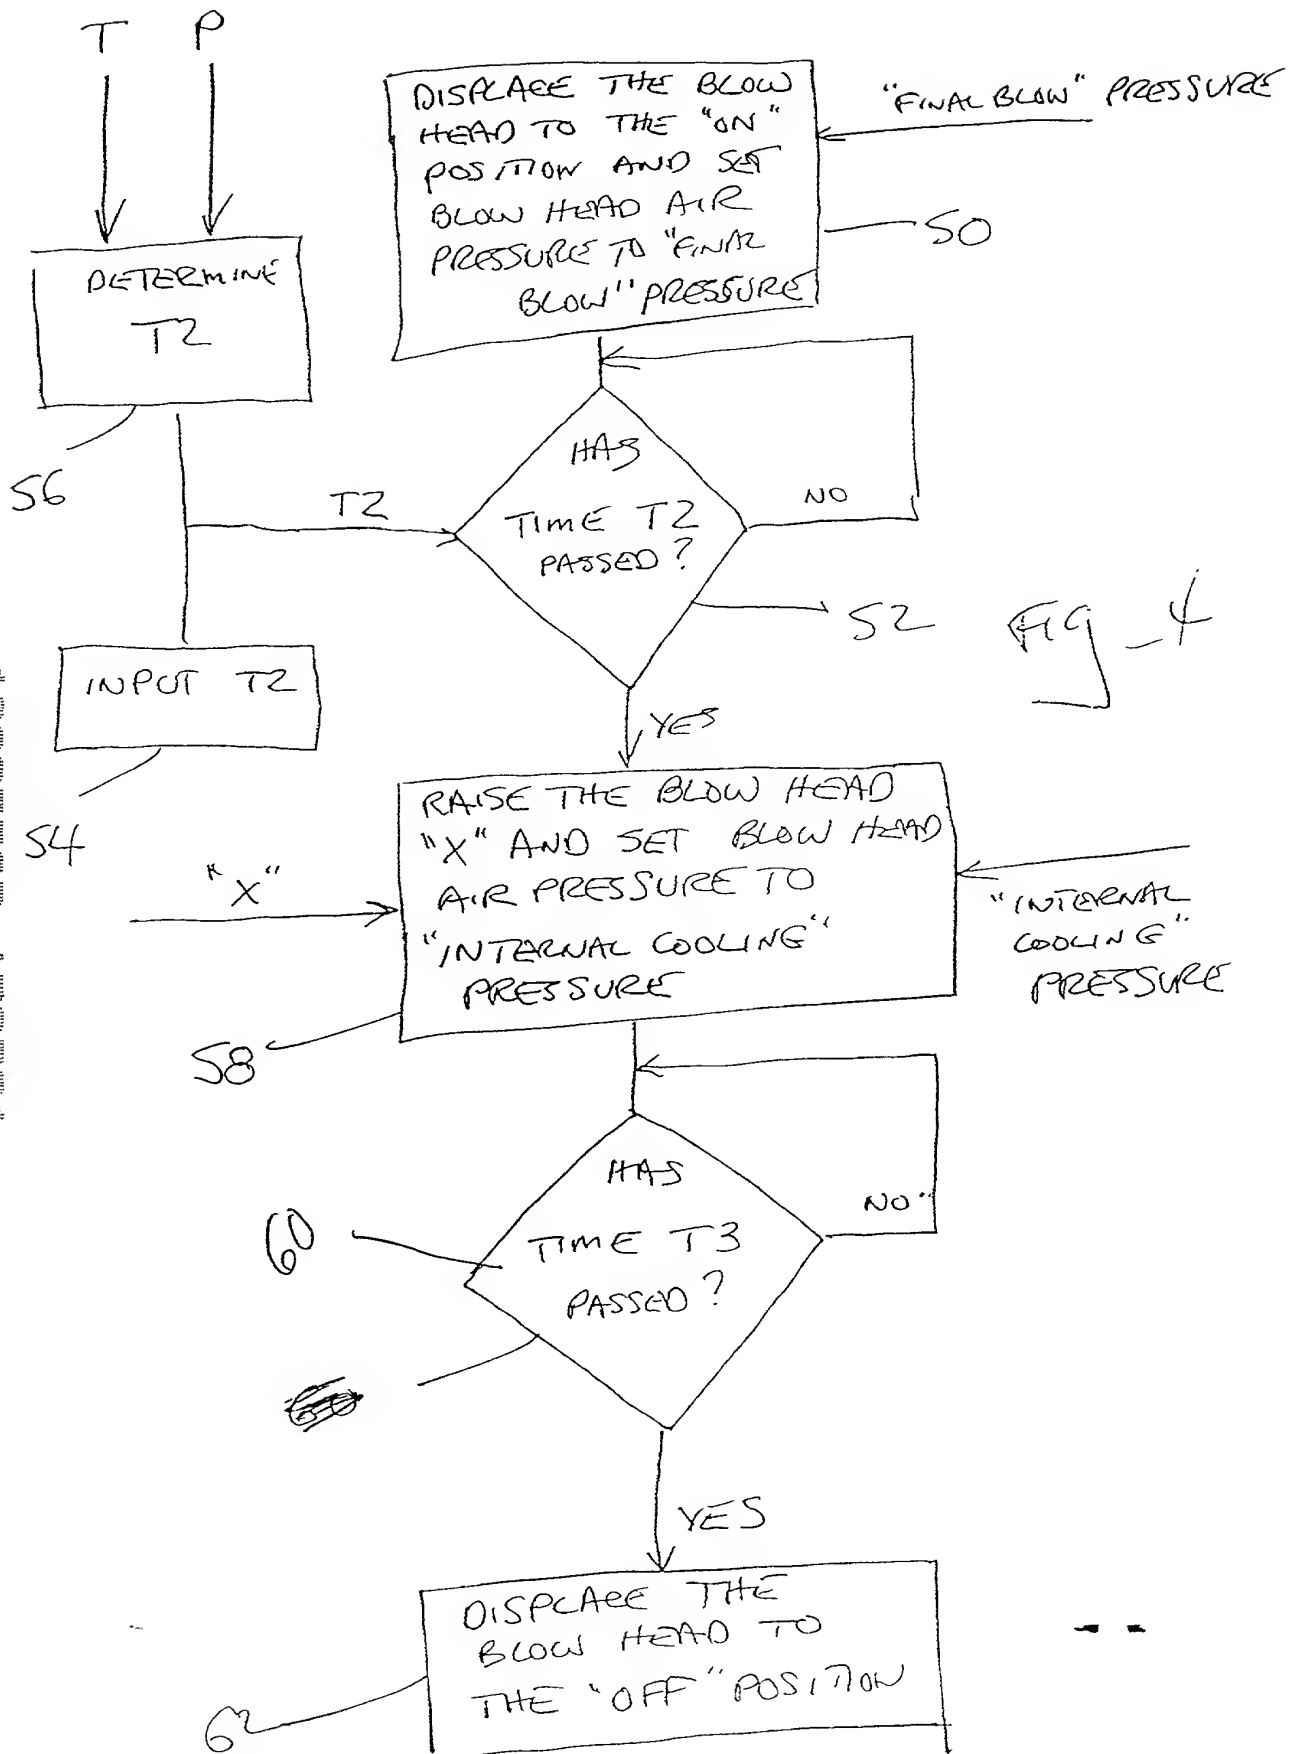 T P
DISPLACE THE BLOW
HEAD TO THE "ON"
POSITION AND SET
BLOW HEAD AIR
PRESSURE TO "FINAL
BLOW" PRESSURE
"FINAL BLOW" PRESSURE
50
DETERMINE
T2
56
T2
HAS
TIME T2
PASSED?
NO
52
Fig_4
INPUT T2
54
YES
RAISE THE BLOW HEAD
"X" AND SET BLOW HEAD
AIR PRESSURE TO
"INTERNAL COOLING"
PRESSURE
"X"
"INTERNAL
COOLING"
PRESSURE
58
HAS
TIME T3
PASSED?
NO"
60
YES
DISPLACE THE
BLOW HEAD TO
THE "OFF" POSITION
62